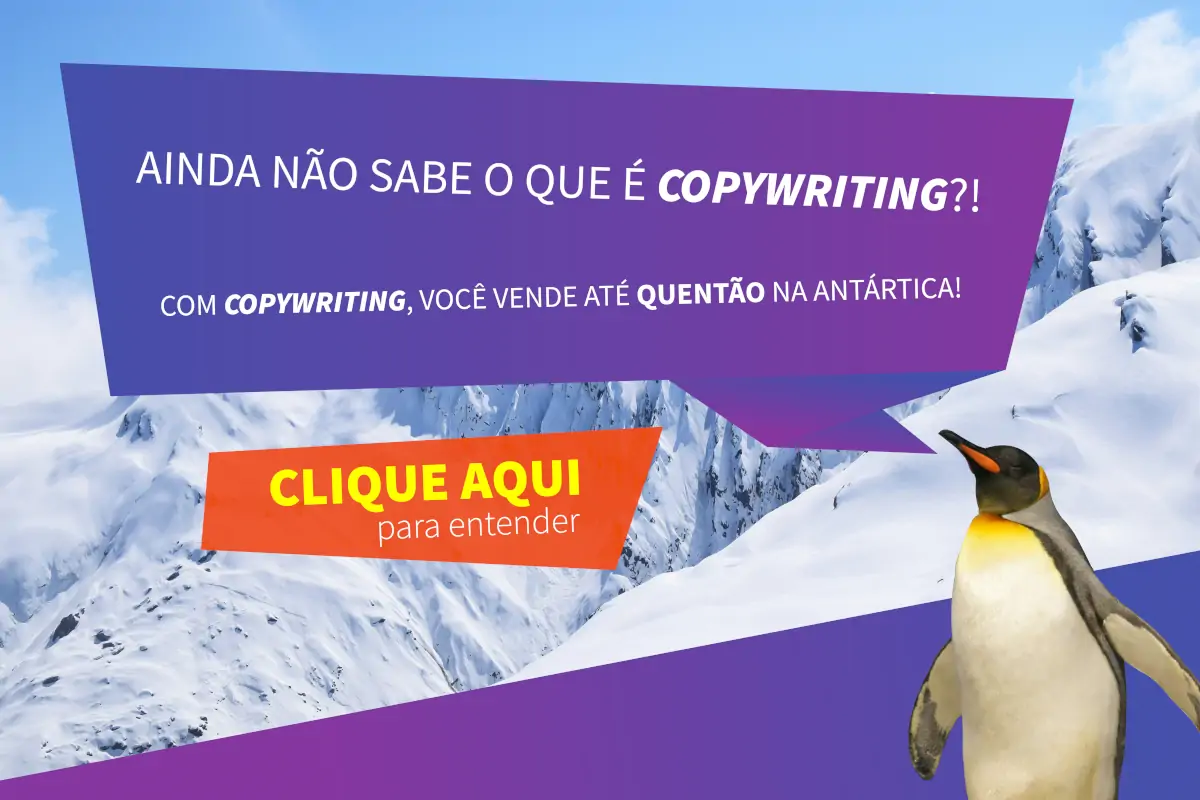 AINDA NÃO SABE O QUE É COPYWRITING?!
COM COPYWRITING, VOCÊ VENDE ATÉ QUENTÃO NA ANTÁRTICA!
CLIQUE AQUI
para entender